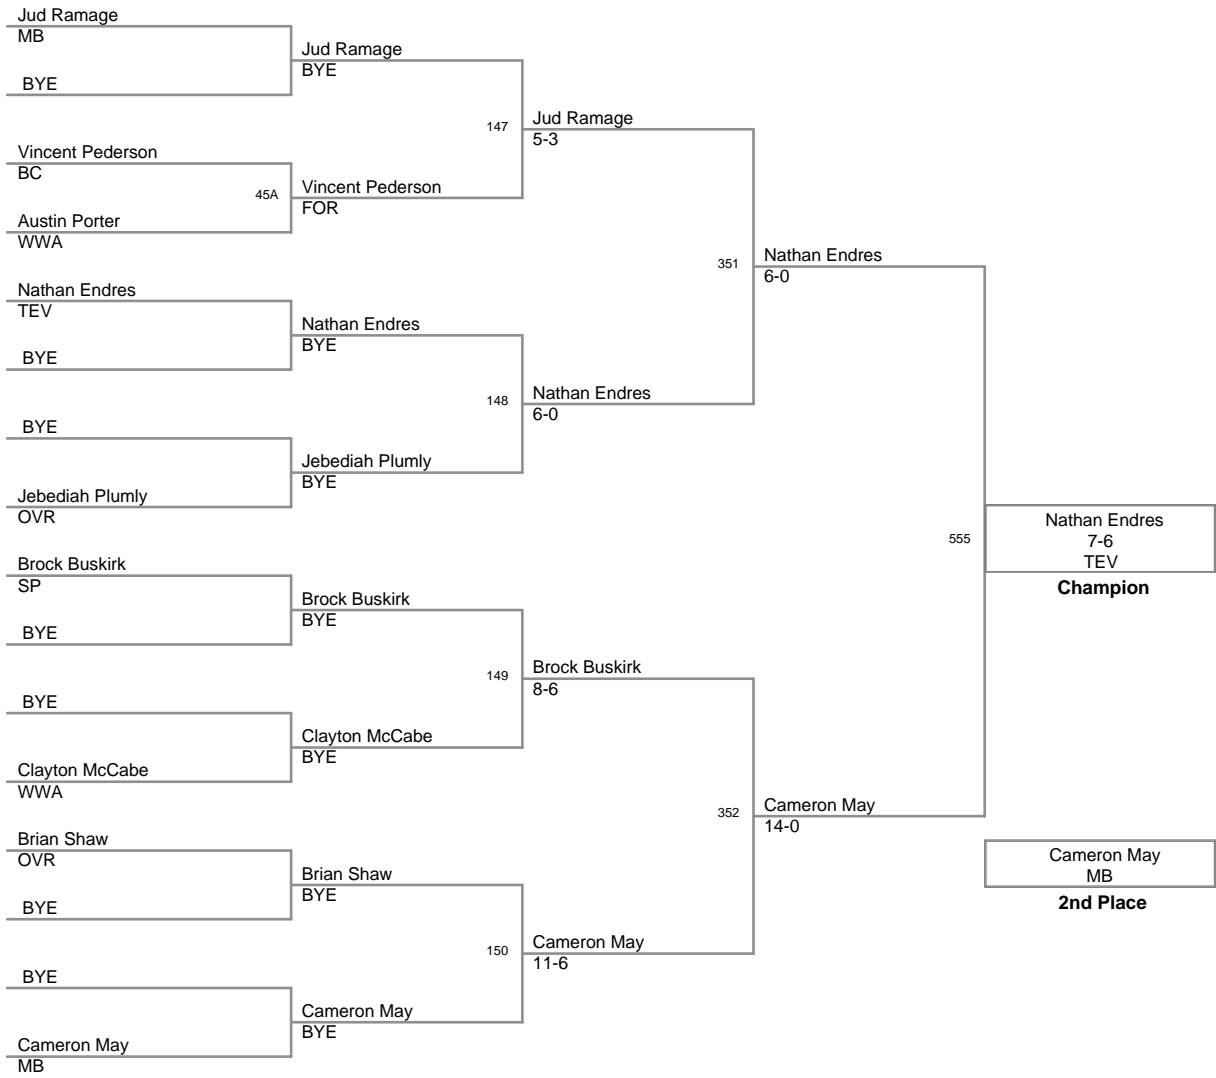 Jud Ramage
MB
BYE
Vincent Pederson
BC
Austin Porter
WWA
Nathan Endres
TEV
BYE
BYE
Jebediah Plumly
OVR
Brock Buskirk
SP
BYE
BYE
Clayton McCabe
WWA
Brian Shaw
OVR
BYE
BYE
Cameron May
MB
Jud Ramage
BYE
45A
Vincent Pederson
FOR
Nathan Endres
BYE
Jebediah Plumly
BYE
Brock Buskirk
BYE
Clayton McCabe
BYE
Brian Shaw
BYE
Cameron May
BYE
147
Jud Ramage
5-3
148
Nathan Endres
6-0
149
Brock Buskirk
8-6
150
Cameron May
11-6
351
Nathan Endres
6-0
352
Cameron May
14-0
555
Nathan Endres
7-6
TEV
Champion
Cameron May
MB
2nd Place